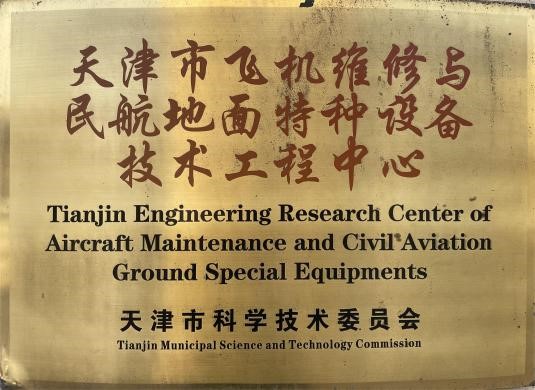 天津市飞机维修与
民航地面特种设备
技术工程中心
Tianjin Engineering Research Center of
Aircraft Maintenance and Civil Aviation
Ground Special Equipments
天津市科学技术委员会
Tianjin Municipal Science and Technology Commission